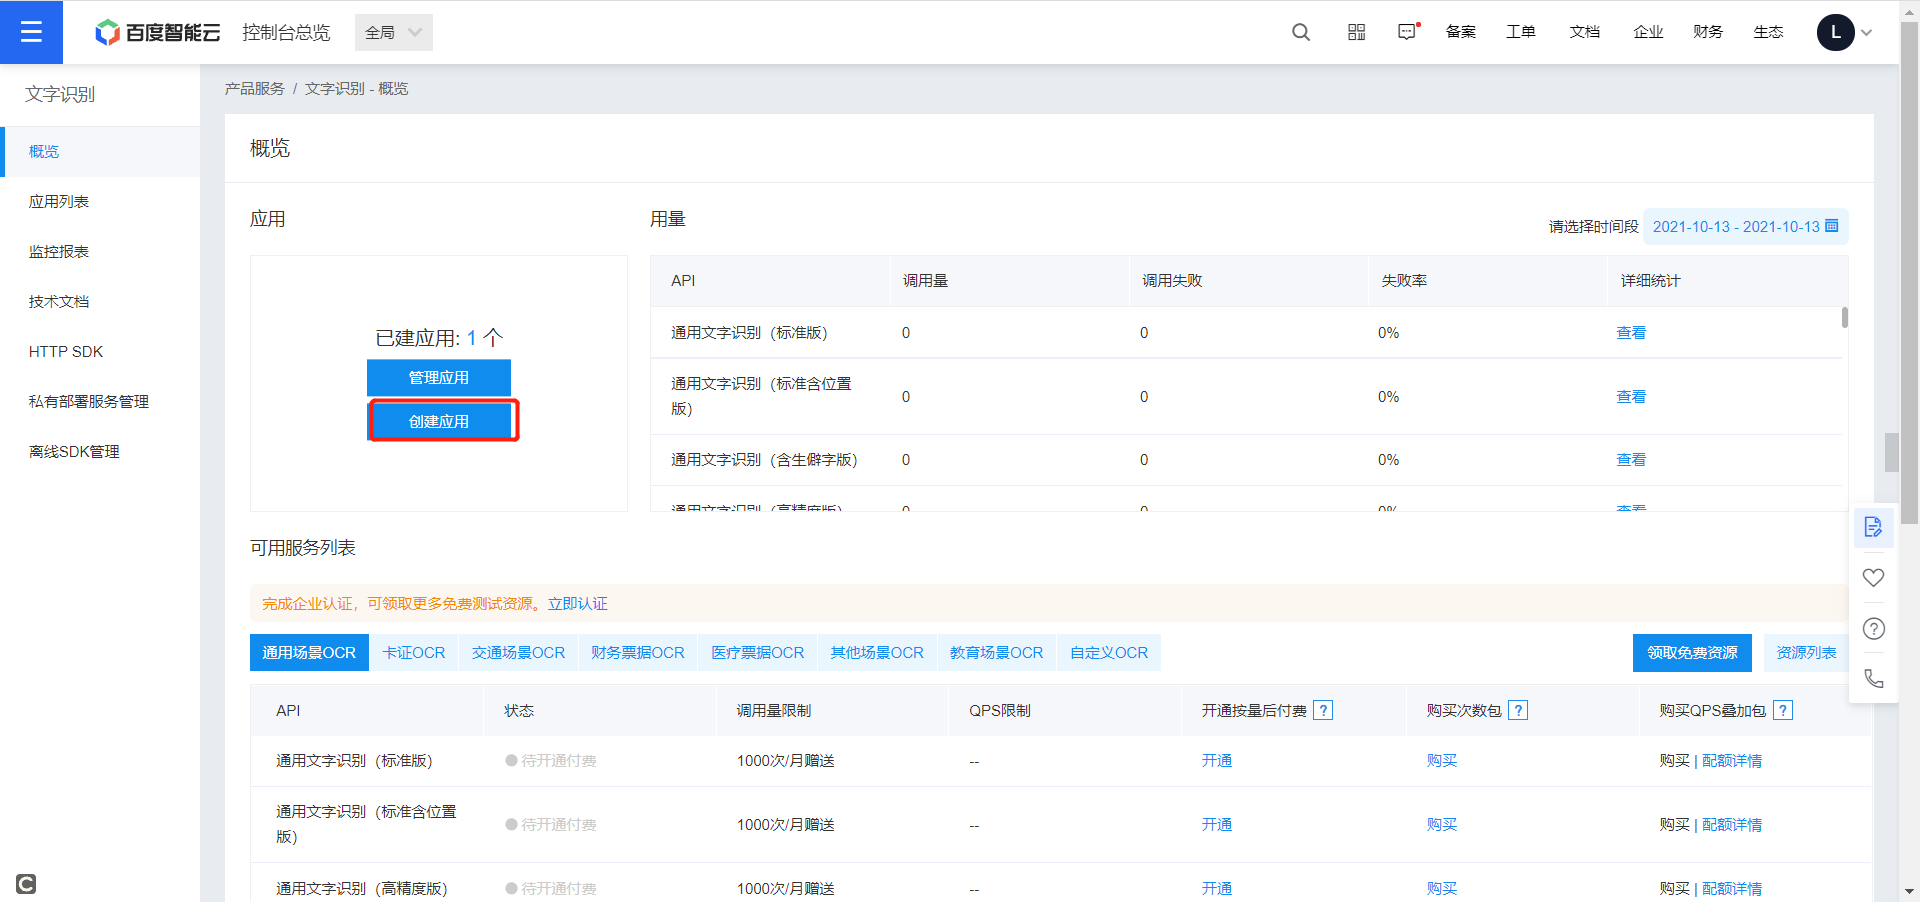 百度智能云 控制台总览 全局 备案 工单 文档 企业 财务 生态 L
文字识别
概览
应用列表
监控报表
技术文档
HTTP SDK
私有部署服务管理
离线SDK管理
产品服务 / 文字识别 - 概览
概览
应用
已建应用: 1 个
管理应用
创建应用
用量
请选择时间段 2021-10-13 - 2021-10-13
API 调用量 调用失败 失败率 详细统计
通用文字识别（标准版） 0 0 0% 查看
通用文字识别（标准含位置
版） 0 0 0% 查看
通用文字识别（含生僻字版） 0 0 0% 查看
通用文字识别（高精度版） 0 0 0% 查看
可用服务列表
完成企业认证，可领取更多免费测试资源。立即认证
通用场景OCR 卡证OCR 交通场景OCR 财务票据OCR 医疗票据OCR 其他场景OCR 教育场景OCR 自定义OCR 领取免费资源 资源列表
API 状态 调用量限制 QPS限制 开通按量后付费 ? 购买次数包 ? 购买QPS叠加包 ?
通用文字识别（标准版） 待开通付费 1000次/月赠送 -- 开通 购买 购买 | 配额详情
通用文字识别（标准含位置
版） 待开通付费 1000次/月赠送 -- 开通 购买 购买 | 配额详情
通用文字识别（高精度版） 待开通付费 1000次/月赠送 -- 开通 购买 购买 | 配额详情